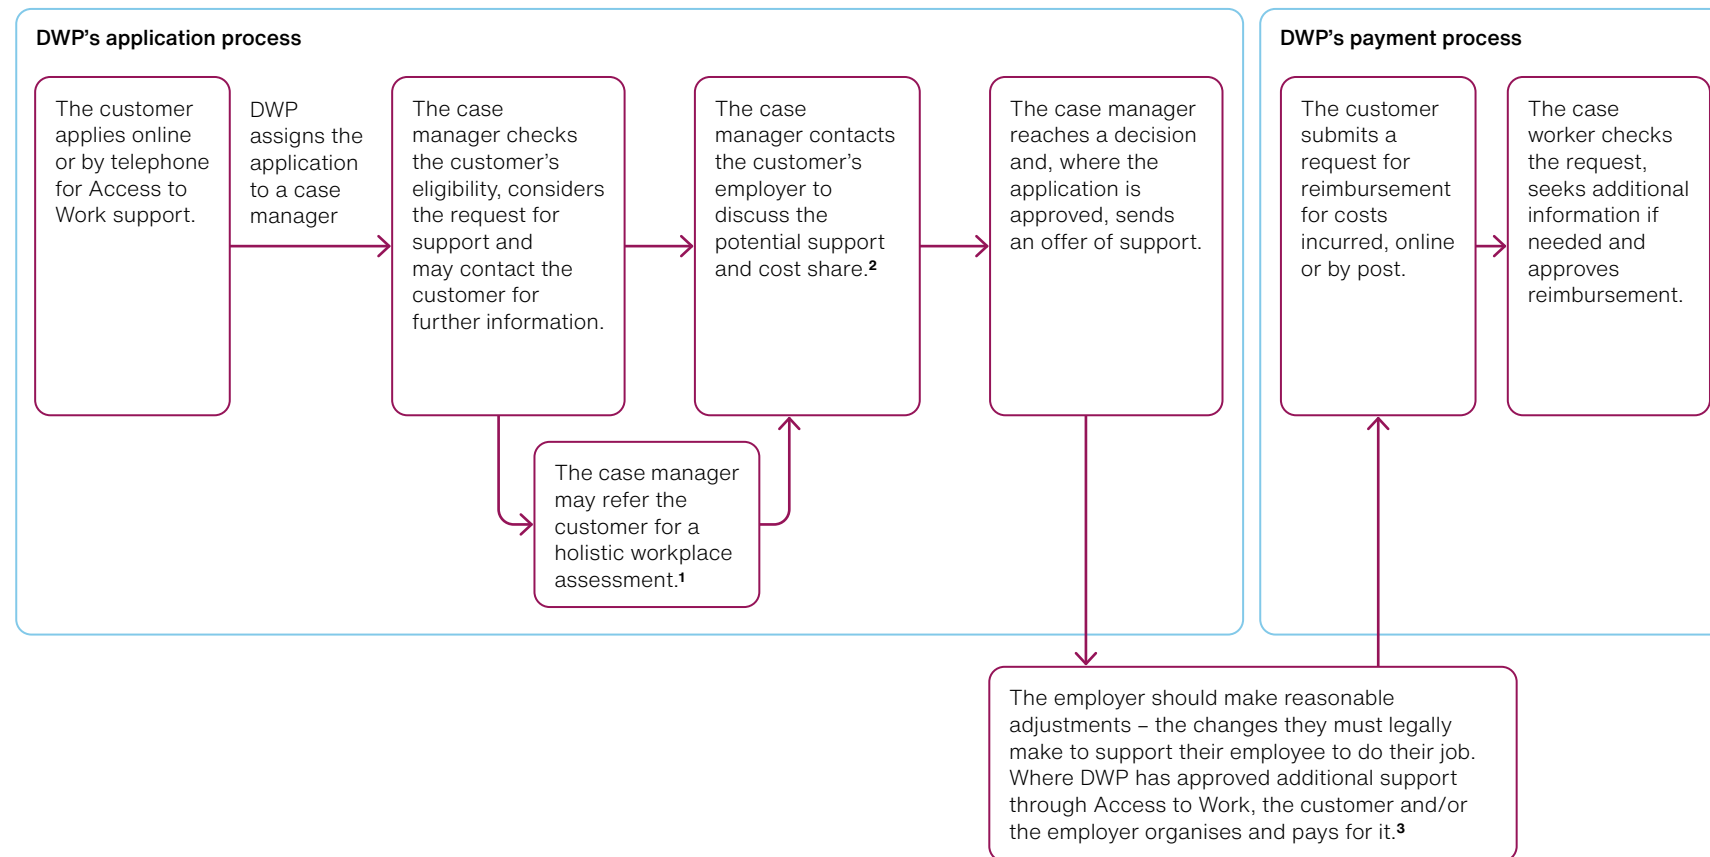 DWP’s application process
The customer
applies online
or by telephone
for Access to
Work support.
DWP
assigns the
application
to a case
manager
The case
manager checks
the customer’s
eligibility, considers
the request for
support and
may contact the
customer for
further information.
The case manager
may refer the
customer for a
holistic workplace
assessment.1
The case
manager contacts
the customer’s
employer to
discuss the
potential support
and cost share.2
The case manager
reaches a decision
and, where the
application is
approved, sends
an offer of support.
The employer should make reasonable
adjustments – the changes they must legally
make to support their employee to do their job.
Where DWP has approved additional support
through Access to Work, the customer and/or
the employer organises and pays for it.3
DWP’s payment process
The customer
submits a
request for
reimbursement
for costs
incurred, online
or by post.
The case
worker checks
the request,
seeks additional
information if
needed and
approves
reimbursement.